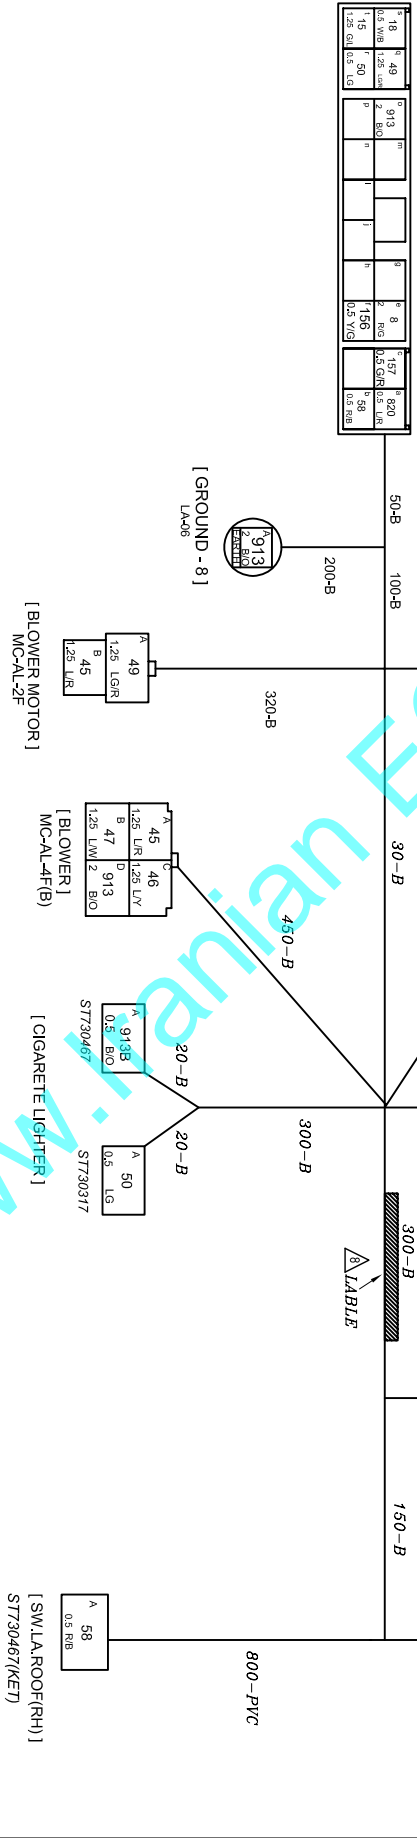 s
18
0.5 W/B
q
49
1.25 LG/R
t
15
1.25 G/L
r
50
0.5 LG
o
913
2 B/O
m
p
n
l
j
g
e
8
2 R/G
h
f
156
0.5 Y/G
c
157
0.5 G/R
a
820
0.5 L/R
b
58
0.5 R/B
50-B
100-B
A
913
2 B/O
EARTH
200-B
[ GROUND - 8 ]
LA-06
A
49
1.25 LG/R
B
45
1.25 L/R
320-B
[ BLOWER MOTOR ]
MC-AL-2F
30-B
A
45
1.25 L/R
C
46
1.25 L/Y
B
47
1.25 L/W
D
913
2 B/O
450-B
[ BLOWER ]
MC-AL-4F(B)
A
913B
0.5 B/O
ST730467
20-B
20-B
300-B
A
50
0.5 LG
ST730317
[ CIGARETE LIGHTER ]
300-B
8
LABLE
150-B
A
58
0.5 R/B
800-PVC
[ SW.LA.ROOF(RH) ]
ST730467(KET)
w.Iranian E